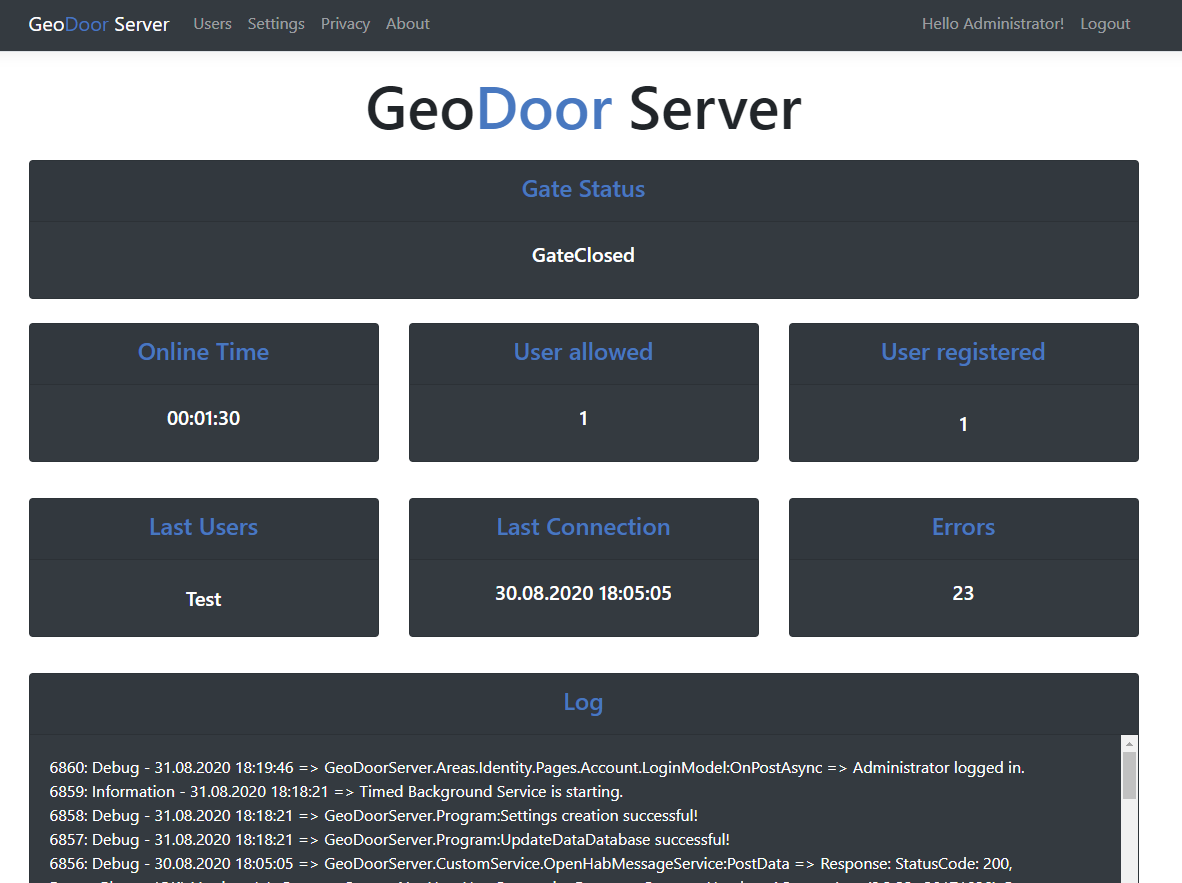 GeoDoor Server Users Settings Privacy About Hello Administrator! Logout
GeoDoor Server
Gate Status
GateClosed
Online Time
00:01:30
User allowed
1
User registered
1
Last Users
Test
Last Connection
30.08.2020 18:05:05
Errors
23
Log
6860: Debug - 31.08.2020 18:19:46 => GeoDoorServer.Areas.Identity.Pages.Account.LoginModel:OnPostAsync => Administrator logged in.
6859: Information - 31.08.2020 18:18:21 => Timed Background Service is starting.
6858: Debug - 31.08.2020 18:18:21 => GeoDoorServer.Program:Settings creation successful!
6857: Debug - 31.08.2020 18:18:21 => GeoDoorServer.Program:UpdateDataDatabase successful!
6856: Debug - 30.08.2020 18:05:05 => GeoDoorServer.CustomService.OpenHabMessageService:PostData => Response: StatusCode: 200,